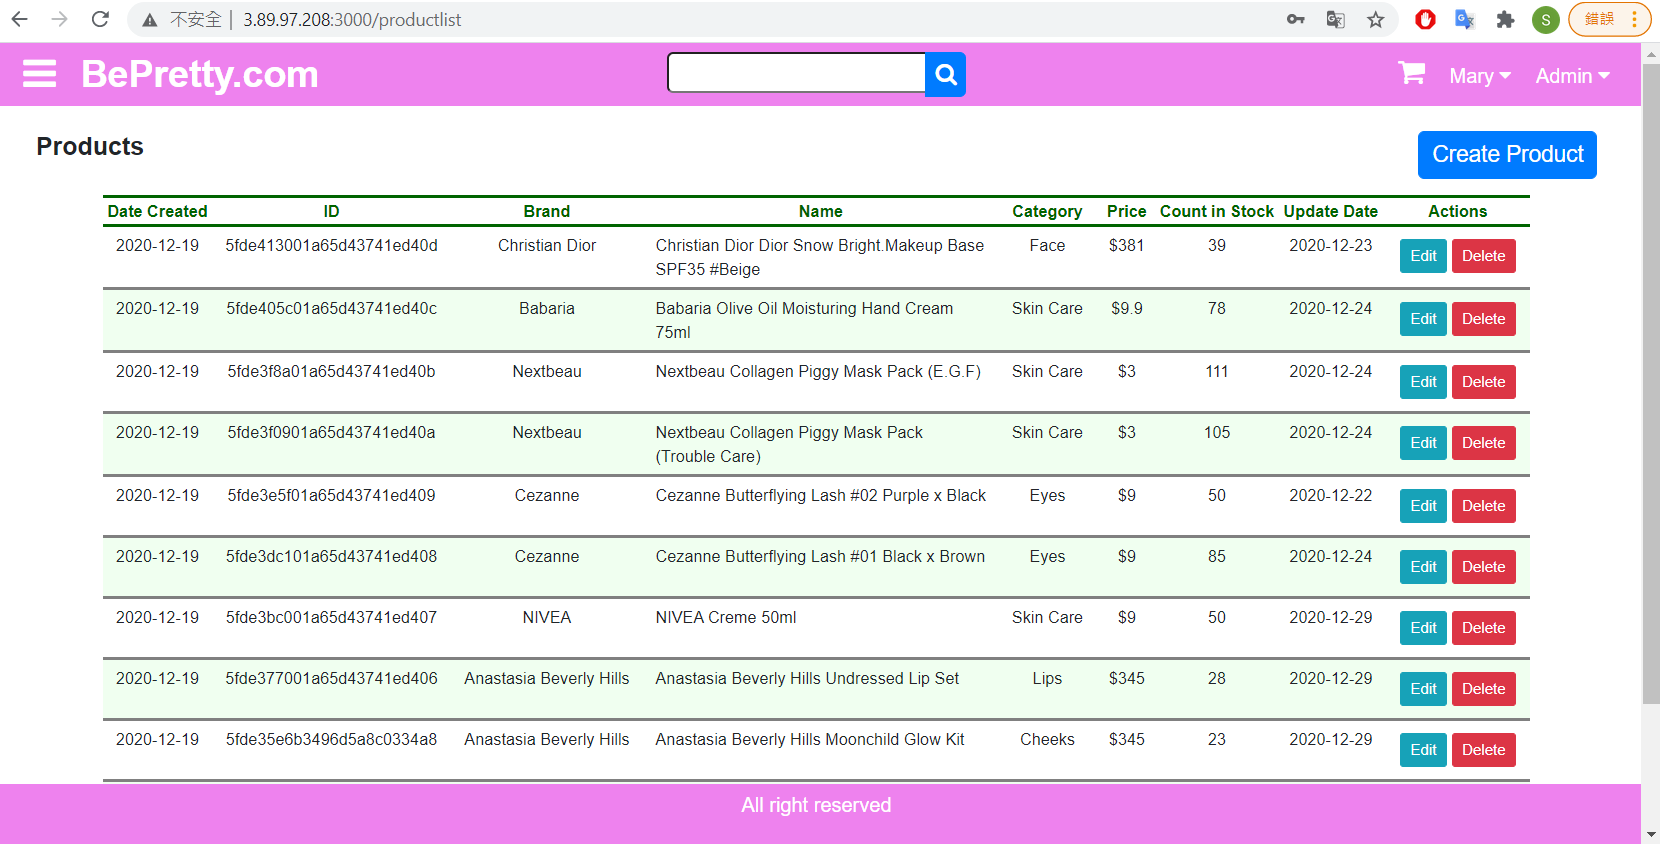 不安全 3.89.97.208:3000/productlist S 錯誤
BePretty.com Mary Admin
Products Create Product
Date Created ID Brand Name Category Price Count in Stock Update Date Actions
2020-12-19 5fde413001a65d43741ed40d Christian Dior Christian Dior Dior Snow Bright.Makeup Base Face $381 39 2020-12-23 Edit Delete
SPF35 #Beige
2020-12-19 5fde405c01a65d43741ed40c Babaria Babaria Olive Oil Moisturing Hand Cream Skin Care $9.9 78 2020-12-24 Edit Delete
75ml
2020-12-19 5fde3f8a01a65d43741ed40b Nextbeau Nextbeau Collagen Piggy Mask Pack (E.G.F) Skin Care $3 111 2020-12-24 Edit Delete
2020-12-19 5fde3f0901a65d43741ed40a Nextbeau Nextbeau Collagen Piggy Mask Pack Skin Care $3 105 2020-12-24 Edit Delete
(Trouble Care)
2020-12-19 5fde3e5f01a65d43741ed409 Cezanne Cezanne Butterflying Lash #02 Purple x Black Eyes $9 50 2020-12-22 Edit Delete
2020-12-19 5fde3dc101a65d43741ed408 Cezanne Cezanne Butterflying Lash #01 Black x Brown Eyes $9 85 2020-12-24 Edit Delete
2020-12-19 5fde3bc001a65d43741ed407 NIVEA NIVEA Creme 50ml Skin Care $9 50 2020-12-29 Edit Delete
2020-12-19 5fde377001a65d43741ed406 Anastasia Beverly Hills Anastasia Beverly Hills Undressed Lip Set Lips $345 28 2020-12-29 Edit Delete
2020-12-19 5fde35e6b3496d5a8c0334a8 Anastasia Beverly Hills Anastasia Beverly Hills Moonchild Glow Kit Cheeks $345 23 2020-12-29 Edit Delete
All right reserved